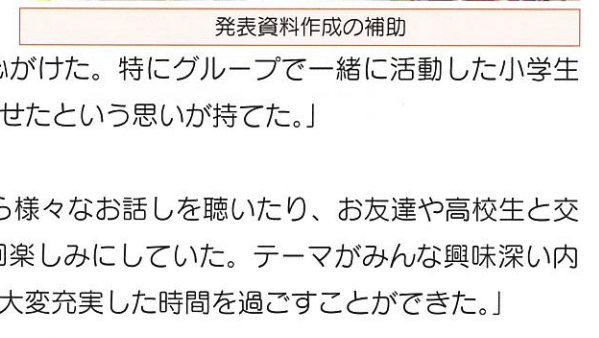 発表資料作成の補助
がけた。特にグループで一緒に活動した小学生
せたという思いが持てた。」
様々なお話しを聴いたり、お友達や高校生と交
楽しみにしていた。テーマがみんな興味深い内
大変充実した時間を過ごすことができた。」